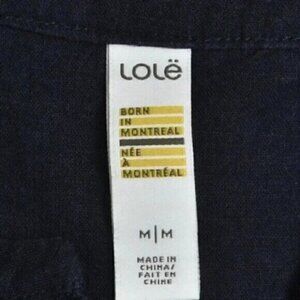 LOLË
BORN
IN
MONTREAL
NÉE
À
MONTRÉAL
M|M
MADE IN
CHINA/
FAIT EN
CHINE